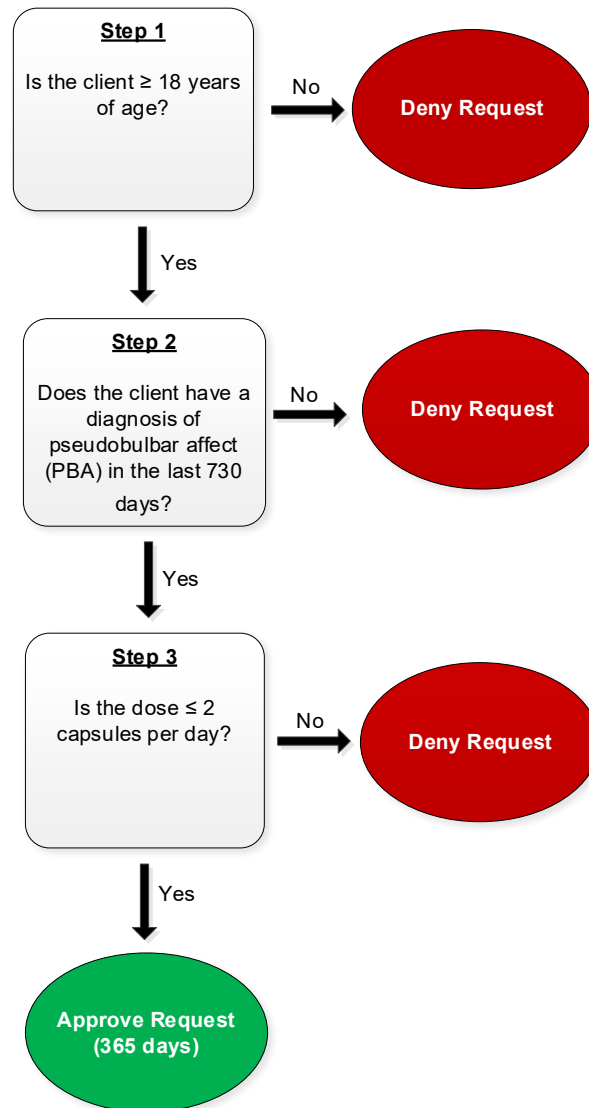 Step 1
Is the client ≥ 18 years
of age?
No
Deny Request
Yes
Step 2
Does the client have a
diagnosis of
pseudobulbar affect
(PBA) in the last 730
days?
No
Deny Request
Yes
Step 3
Is the dose ≤ 2
capsules per day?
No
Deny Request
Yes
Approve Request
(365 days)